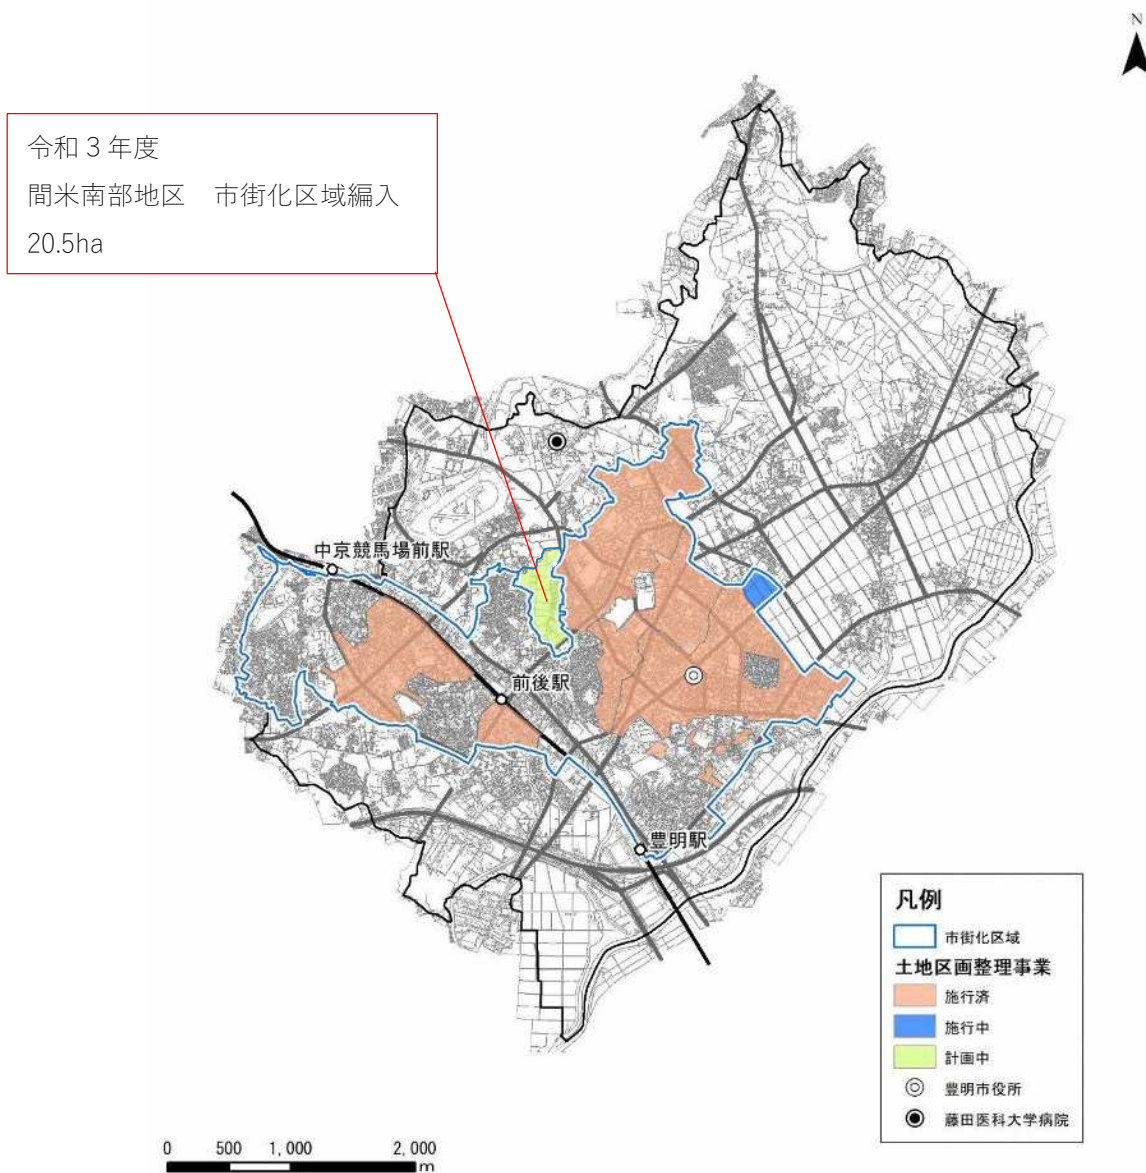 N
令和３年度
間米南部地区　市街化区域編入
20.5ha
中京競馬場前駅
前後駅
豊明駅
凡例
市街化区域
土地区画整理事業
施行済
施行中
計画中
豊明市役所
藤田医科大学病院
0 500 1,000 2,000
m